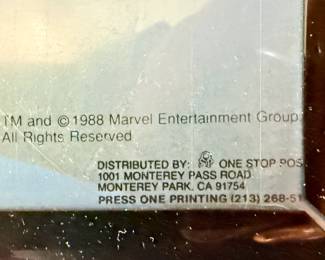 TM and © 1988 Marvel Entertainment Group
All Rights Reserved
DISTRIBUTED BY: ONE STOP POS
1001 MONTEREY PASS ROAD
MONTEREY PARK, CA 91754
PRESS ONE PRINTING (213) 268-51